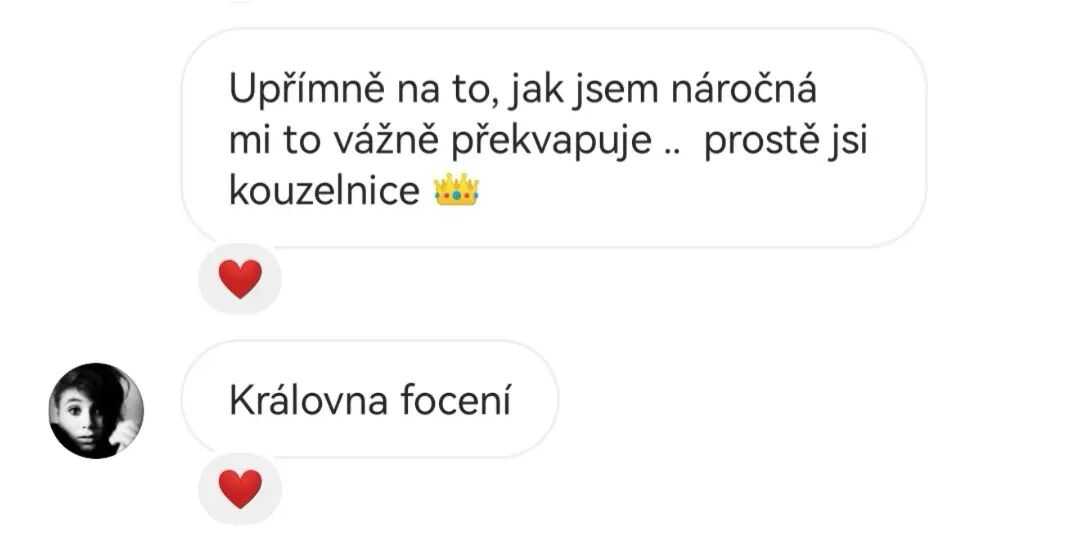 Upřímně na to, jak jsem náročná
mi to vážně překvapuje ..  prostě jsi
kouzelnice 👑
Královna focení